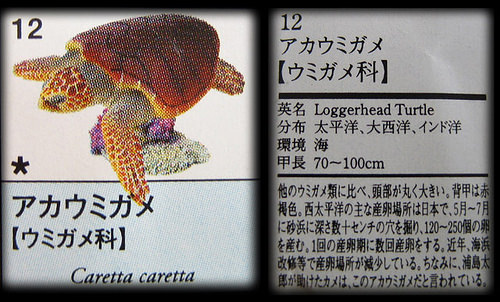 12
*
アカウミガメ
【ウミガメ科】
Caretta caretta
12
アカウミガメ
【ウミガメ科】
英名 Loggerhead Turtle
分布 太平洋、大西洋、インド洋
環境 海
甲長 70～100cm
他のウミガメ類に比べ、頭部が丸く大きい。背甲は赤
褐色。西太平洋の主な産卵場所は日本で、5月～7月
に砂浜に深さ数十センチの穴を掘り、120～250個の卵
を産む。1回の産卵期に数回産卵をする。近年、海浜
改修等で産卵場所が減少している。ちなみに、浦島太
郎が助けたカメは、このアカウミガメだと言われている。